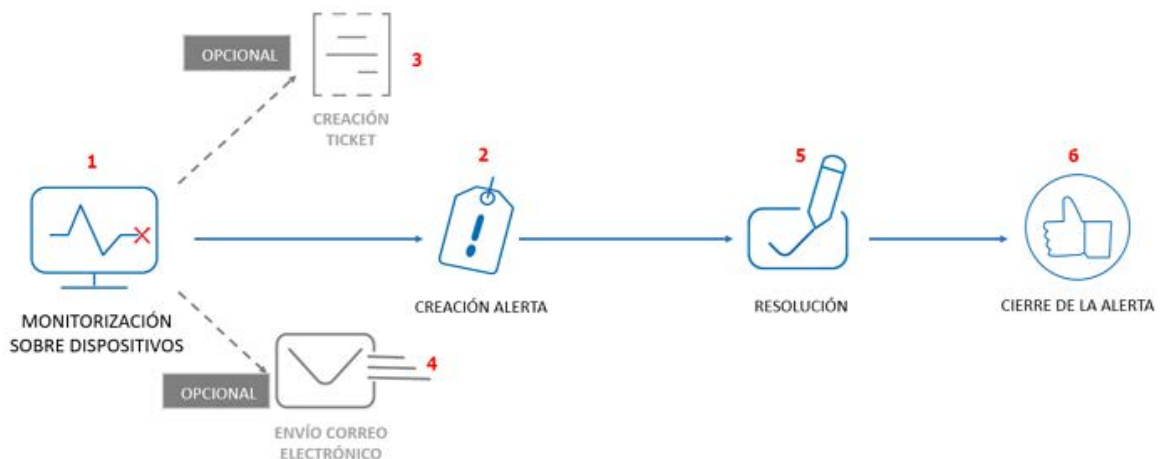 OPCIONAL
3
CREACIÓN
TICKET
1
2
5
6
MONITORIZACIÓN
SOBRE DISPOSITIVOS
CREACIÓN ALERTA
RESOLUCIÓN
CIERRE DE LA ALERTA
4
OPCIONAL
ENVÍO CORREO
ELECTRÓNICO